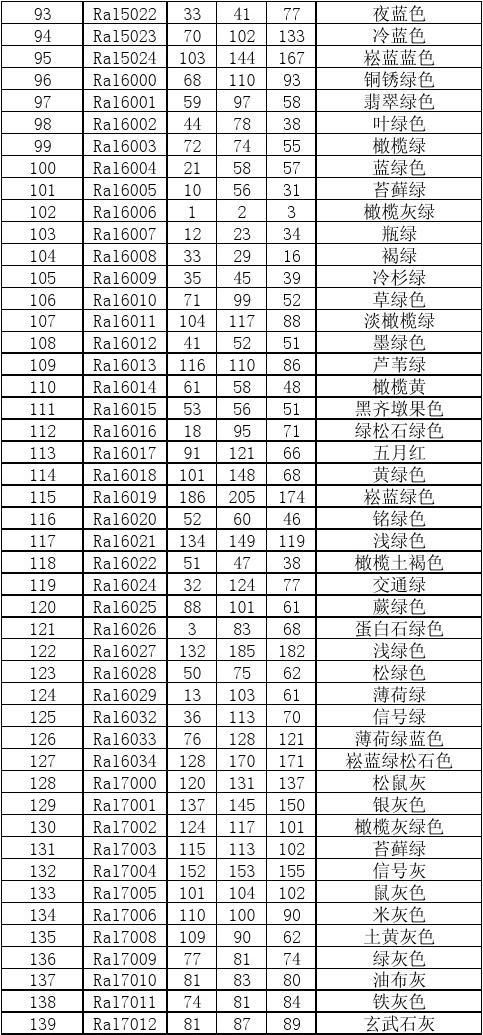 93 Ral5022 33 41 77 夜蓝色
94 Ral5023 70 102 133 冷蓝色
95 Ral5024 103 144 167 崧蓝蓝色
96 Ral6000 68 110 93 铜锈绿色
97 Ral6001 59 97 58 翡翠绿色
98 Ral6002 44 78 38 叶绿色
99 Ral6003 72 74 55 橄榄绿
100 Ral6004 21 58 57 蓝绿色
101 Ral6005 10 56 31 苔藓绿
102 Ral6006 1 2 3 橄榄灰绿
103 Ral6007 12 23 34 瓶绿
104 Ral6008 33 29 16 褐绿
105 Ral6009 35 45 39 冷杉绿
106 Ral6010 71 99 52 草绿色
107 Ral6011 104 117 88 淡橄榄绿
108 Ral6012 41 52 51 墨绿色
109 Ral6013 116 110 86 芦苇绿
110 Ral6014 61 58 48 橄榄黄
111 Ral6015 53 56 51 黑齐墩果色
112 Ral6016 18 95 71 绿松石绿色
113 Ral6017 91 121 66 五月红
114 Ral6018 101 148 68 黄绿色
115 Ral6019 186 205 174 崧蓝绿色
116 Ral6020 52 60 46 铭绿色
117 Ral6021 134 149 119 浅绿色
118 Ral6022 51 47 38 橄榄土褐色
119 Ral6024 32 124 77 交通绿
120 Ral6025 88 101 61 蕨绿色
121 Ral6026 3 83 68 蛋白石绿色
122 Ral6027 132 185 182 浅绿色
123 Ral6028 50 75 62 松绿色
124 Ral6029 13 103 61 薄荷绿
125 Ral6032 36 113 70 信号绿
126 Ral6033 76 128 121 薄荷绿蓝色
127 Ral6034 128 170 171 崧蓝绿松石色
128 Ral7000 120 131 137 松鼠灰
129 Ral7001 137 145 150 银灰色
130 Ral7002 124 117 101 橄榄灰绿色
131 Ral7003 115 113 102 苔藓绿
132 Ral7004 152 153 155 信号灰
133 Ral7005 101 104 102 鼠灰色
134 Ral7006 110 100 90 米灰色
135 Ral7008 109 90 62 土黄灰色
136 Ral7009 77 81 74 绿灰色
137 Ral7010 81 83 80 油布灰
138 Ral7011 74 81 84 铁灰色
139 Ral7012 81 87 89 玄武石灰